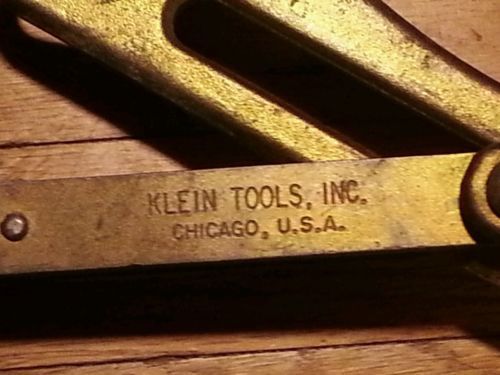 KLEIN TOOLS, INC.
CHICAGO, U.S.A.